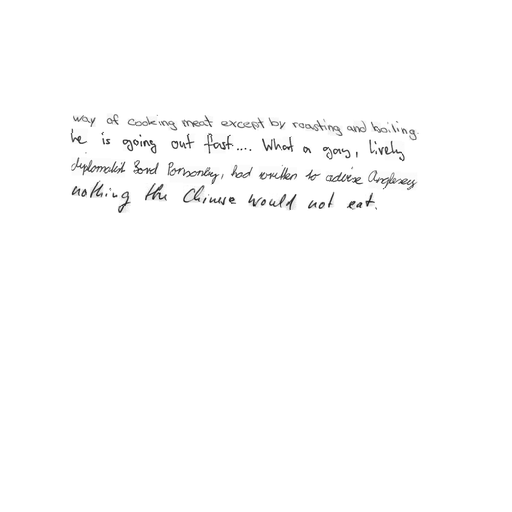 way of cooking meat except by roasting and boiling.
he is going out fast.... What a gay, lively
diplomatist Lord Ponsonby, had written to advise Anglesey
nothing the Chinese would not eat.